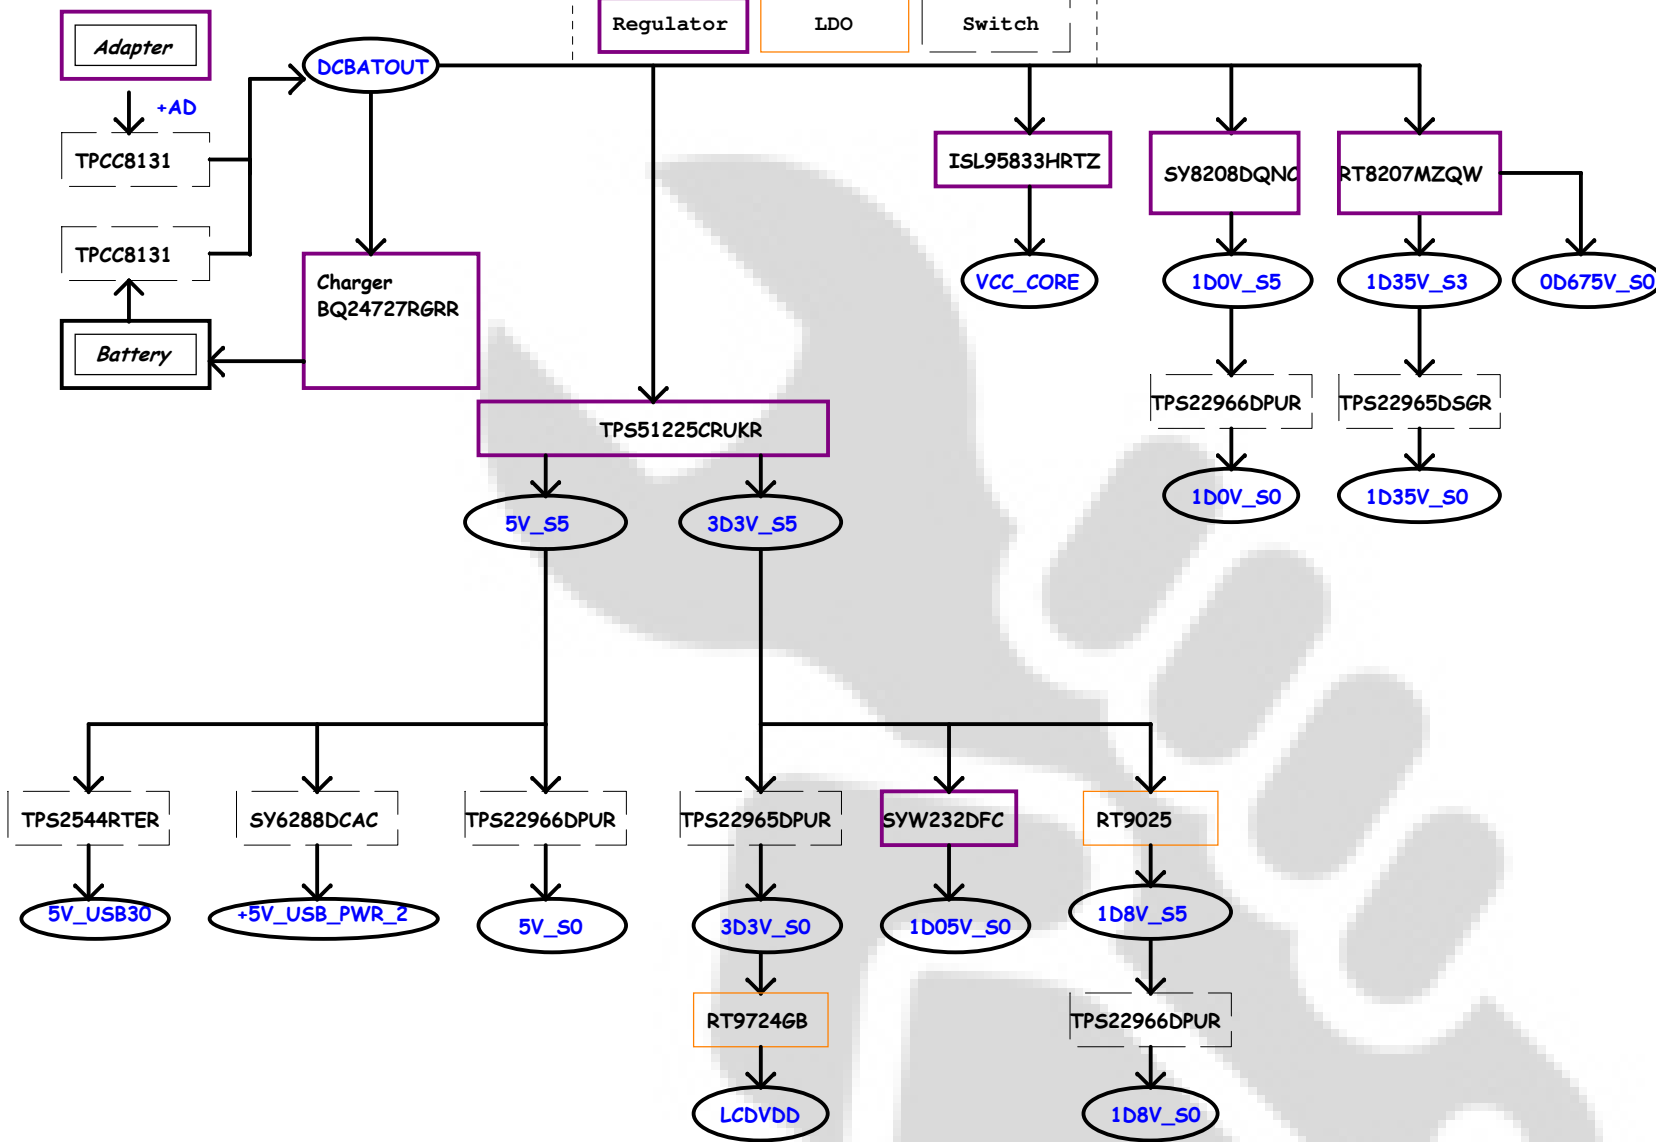 Regulator
LDO
Switch
Adapter
DCBATOUT
+AD
TPCC8131
ISL95833HRTZ
SY8208DQNC
RT8207MZQW
TPCC8131
Charger
BQ24727RGRR
VCC_CORE
1D0V_S5
1D35V_S3
0D675V_S0
Battery
TPS22966DPUR
TPS22965DSGR
TPS51225CRUKR
1D0V_S0
1D35V_S0
5V_S5
3D3V_S5
TPS2544RTER
SY6288DCAC
TPS22966DPUR
TPS22965DPUR
SYW232DFC
RT9025
5V_USB30
+5V_USB_PWR_2
5V_S0
3D3V_S0
1D05V_S0
1D8V_S5
RT9724GB
TPS22966DPUR
LCDVDD
1D8V_S0